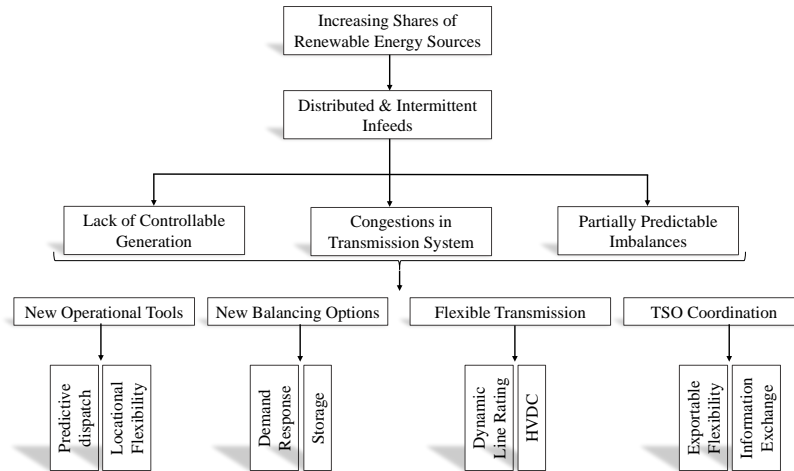 Increasing Shares of
Renewable Energy Sources
Distributed & Intermittent
Infeeds
Lack of Controllable
Generation
Congestions in
Transmission System
Partially Predictable
Imbalances
New Operational Tools
New Balancing Options
Flexible Transmission
TSO Coordination
Predictive
dispatch
Locational
Flexibility
Demand
Response
Storage
Dynamic
Line Rating
HVDC
Exportable
Flexibility
Information
Exchange